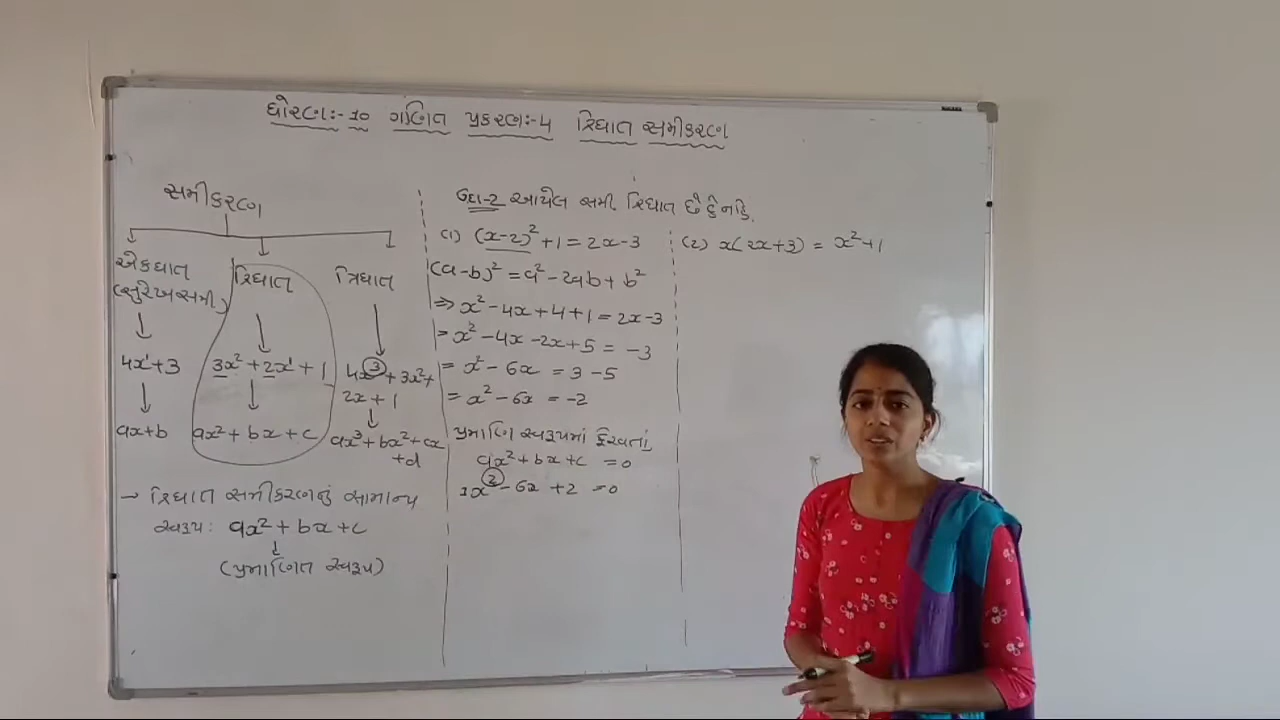 ધોરણ:-10 ગણિત પ્રકરણ:-4 દ્વિઘાત સમીકરણ
સમીકરણ
એકઘાત
(સુરેખ સમી)
દ્વિઘાત
ત્રિઘાત
4x¹+3
3x²+2x¹+1
4x³+3x²+
2x+1
ax+b
ax²+bx+c
ax³+bx²+cx
+d
→ દ્વિઘાત સમીકરણનું સામાન્ય
સ્વરૂપ: ax²+bx+c
(પ્રમાણિત સ્વરૂપ)
ઉદા-2 આપેલ સમી. દ્વિઘાત છે કે નહિ.
(1) (x-2)²+1=2x-3
(a-b)²=a²-2ab+b²
⇒ x²-4x+4+1=2x-3
= x²-4x-2x+5=-3
= x²-6x=3-5
= x²-6x=-2
પ્રમાણિ સ્વરૂપમાં ફેરવતાં
ax²+bx+c=0
1x²-6x+2=0
(2) x(2x+3)=x²+1